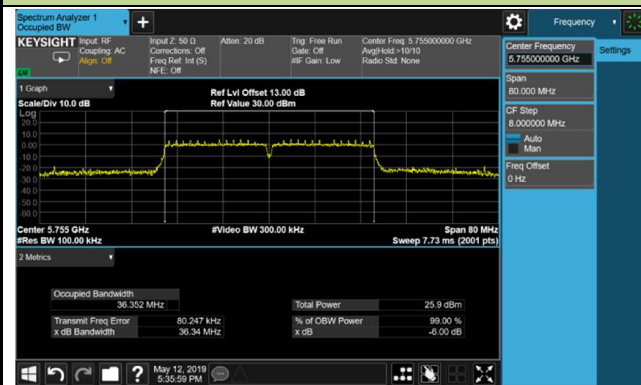 Spectrum Analyzer 1
Occupied BW
Frequency
KEYSIGHT
Input: RF
Coupling: AC
Align: Off
Input Z: 50 Ω
Corrections: Off
Freq Ref: Int (S)
NFE: Off
Atten: 20 dB
Trig: Free Run
Gate: Off
#IF Gain: Low
Center Freq: 5.755000000 GHz
Avg|Hold:>10/10
Radio Std: None
Center Frequency
5.755000000 GHz
Settings
Span
80.000 MHz
CF Step
8.000000 MHz
Auto
Man
Freq Offset
0 Hz
1 Graph
Scale/Div 10.0 dB
Ref Lvl Offset 13.00 dB
Ref Value 30.00 dBm
Log
20.0
10.0
0.00
-10.0
-20.0
-30.0
-40.0
-50.0
-60.0
Center 5.755 GHz
#Res BW 100.00 kHz
#Video BW 300.00 kHz
Span 80 MHz
Sweep 7.73 ms (2001 pts)
2 Metrics
Occupied Bandwidth
36.352 MHz
Transmit Freq Error 80.247 kHz
x dB Bandwidth 36.34 MHz
Total Power 25.9 dBm
% of OBW Power 99.00 %
x dB -6.00 dB
?
May 12, 2019
5:35:59 PM